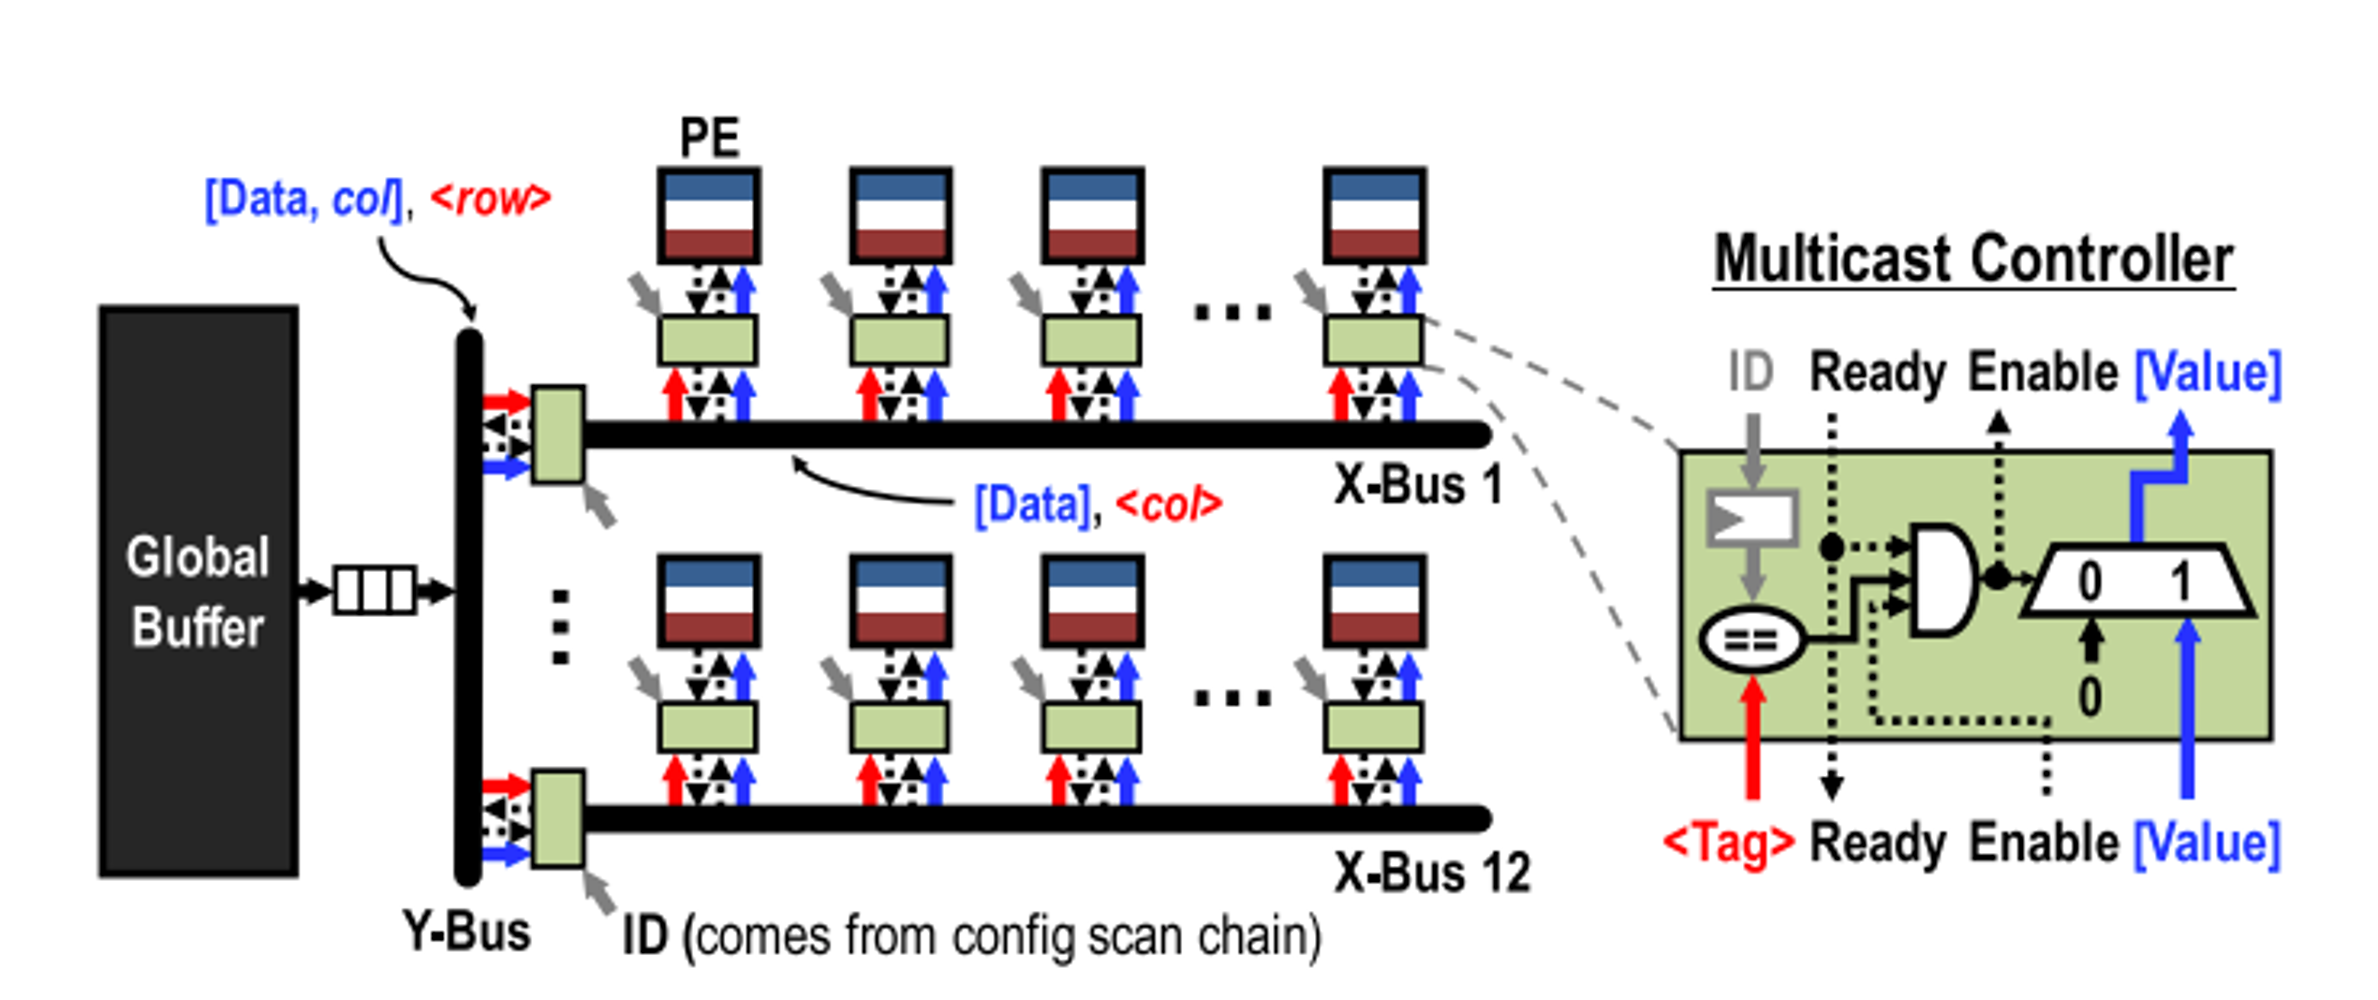 PE
[Data, col], <row>
Multicast Controller
ID Ready Enable [Value]
X-Bus 1
[Data], <col>
Global
Buffer
...
0 1
==
0
...
<Tag> Ready Enable [Value]
X-Bus 12
Y-Bus
ID (comes from config scan chain)